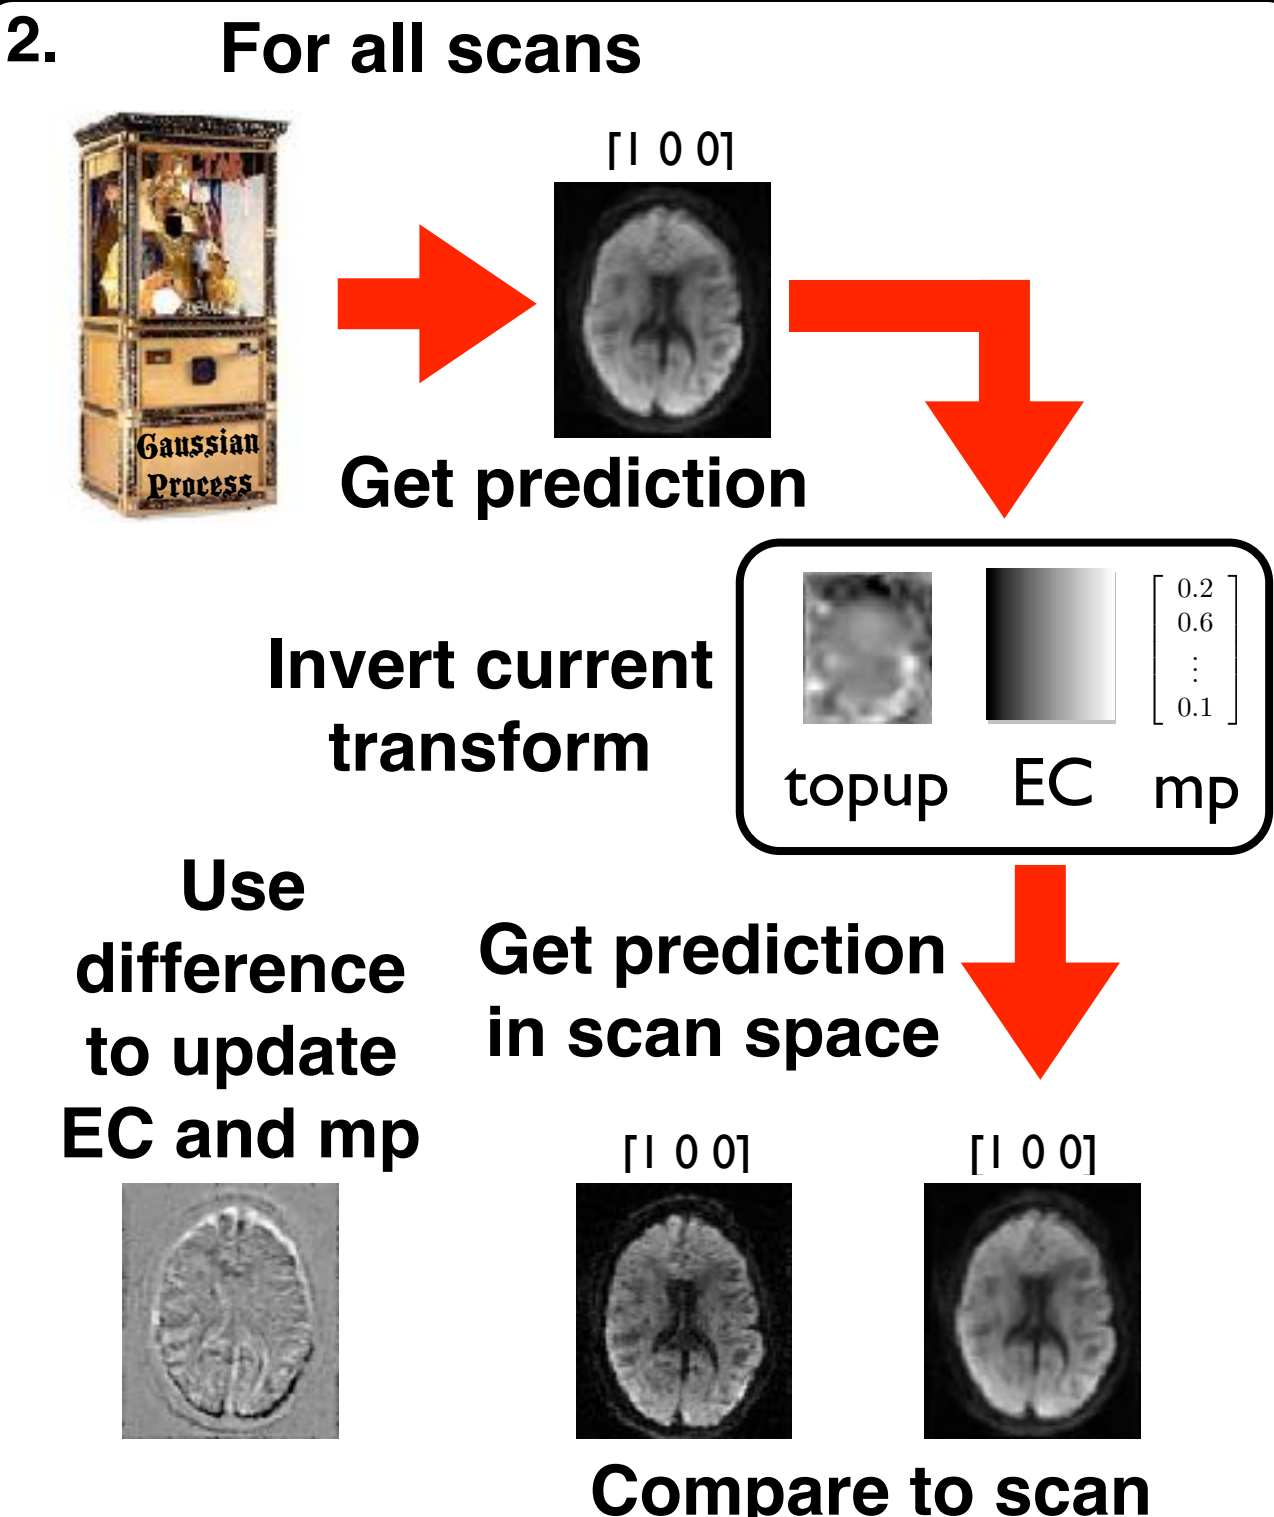 2. For all scans
[1 0 0]
Gaussian
Process
Get prediction
Invert current
transform
0.2
0.6
⋮
0.1
topup EC mp
Get prediction
in scan space
Use
difference
to update
EC and mp
[1 0 0] [1 0 0]
Compare to scan